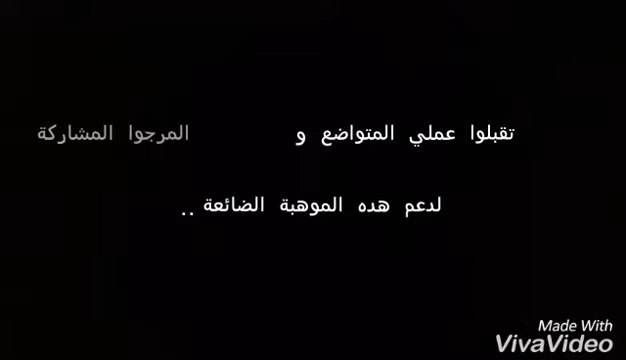 تقبلوا عملي المتواضع و المرجوا المشاركة
لدعم هده الموهبة الضائعة ..
Made With
VivaVideo